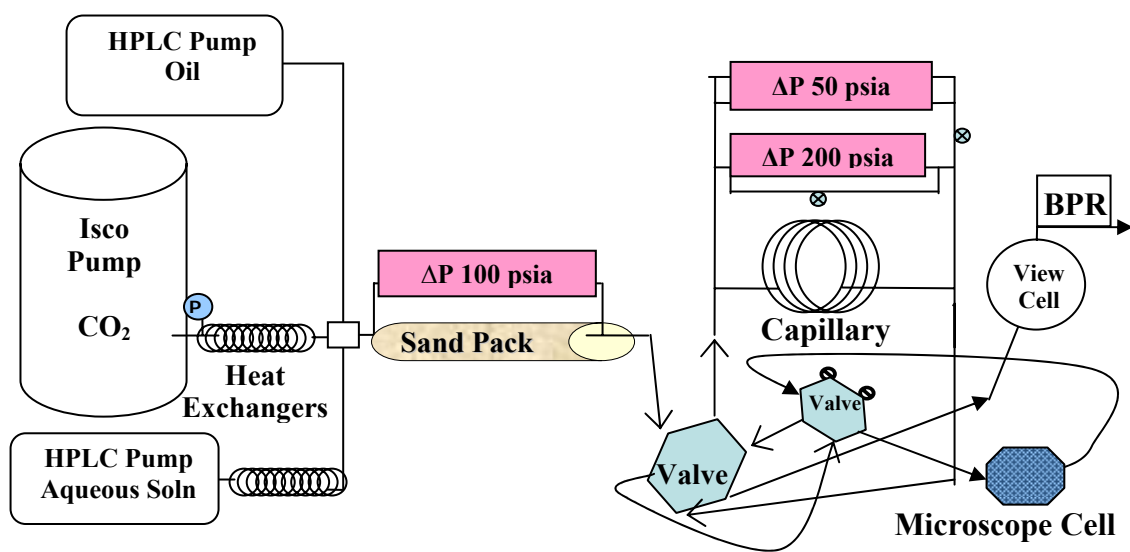 HPLC Pump
Oil
Isco
Pump
CO₂
P
Heat
Exchangers
HPLC Pump
Aqueous Soln
ΔP 100 psia
Sand Pack
ΔP 50 psia
ΔP 200 psia
Capillary
Valve
Valve
BPR
View
Cell
Microscope Cell